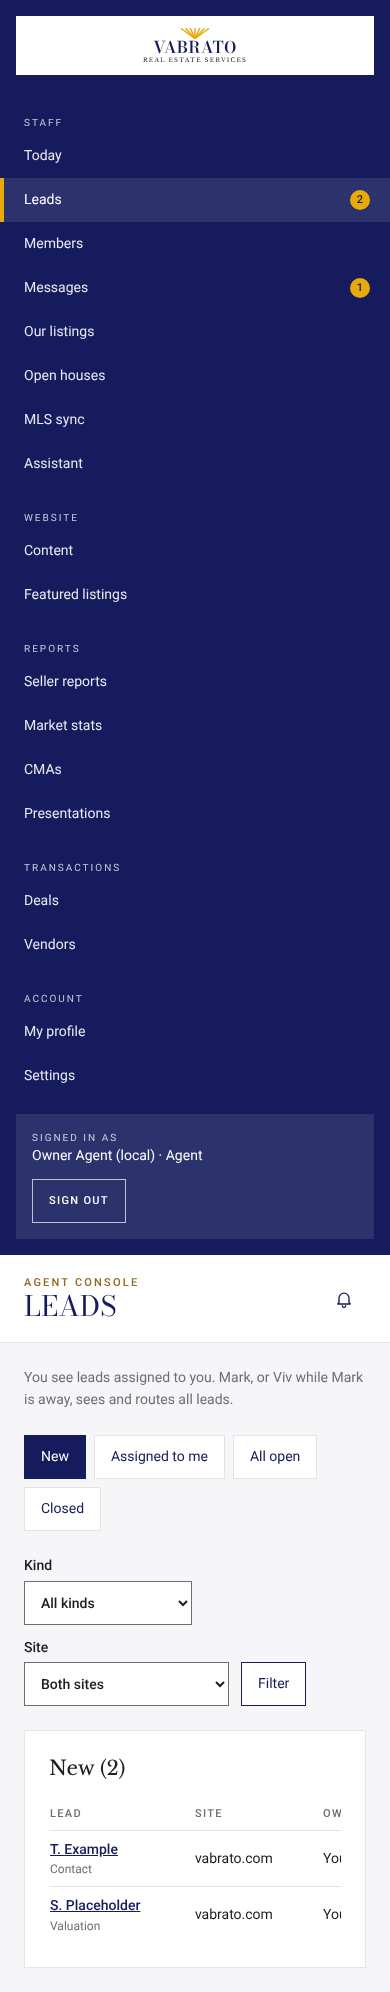 VABRATO
REAL ESTATE SERVICES
STAFF
Today
Leads 2
Members
Messages 1
Our listings
Open houses
MLS sync
Assistant
WEBSITE
Content
Featured listings
REPORTS
Seller reports
Market stats
CMAs
Presentations
TRANSACTIONS
Deals
Vendors
ACCOUNT
My profile
Settings
SIGNED IN AS
Owner Agent (local) · Agent
SIGN OUT
AGENT CONSOLE
LEADS
You see leads assigned to you. Mark, or Viv while Mark
is away, sees and routes all leads.
New Assigned to me All open
Closed
Kind
All kinds
Site
Both sites Filter
New (2)
LEAD SITE OW
T. Example vabrato.com
Contact
S. Placeholder vabrato.com
Valuation